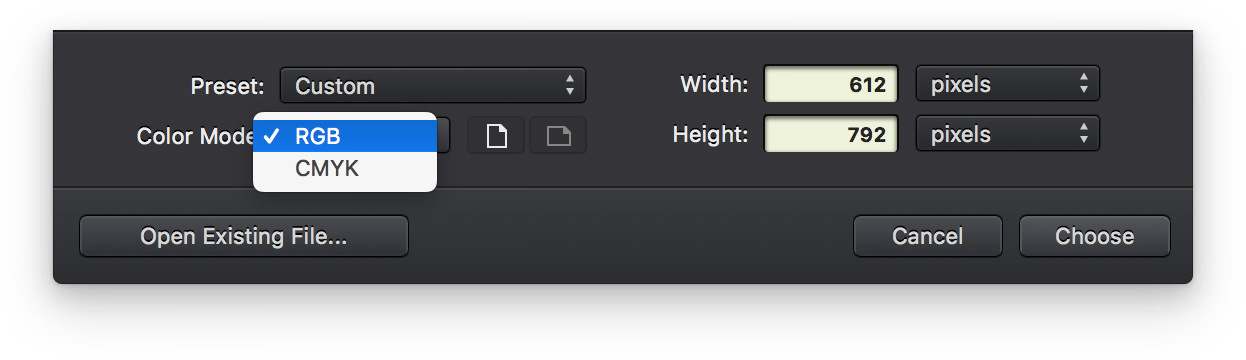 Preset: Custom Width: 612 pixels
Color Mode RGB Height: 792 pixels
CMYK
Open Existing File... Cancel Choose